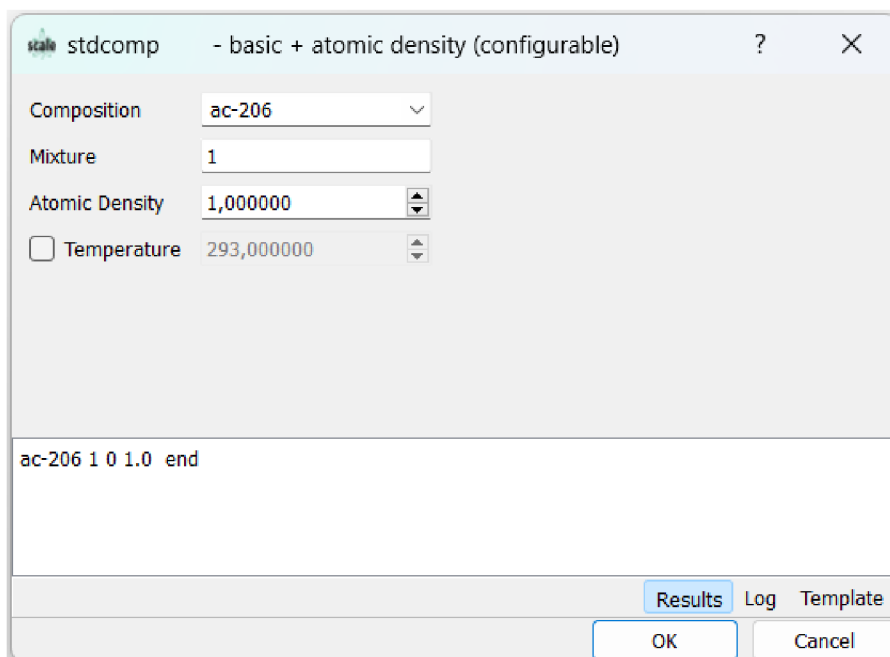 scale stdcomp - basic + atomic density (configurable) ?
Composition ac-206
Mixture 1
Atomic Density 1,000000
Temperature 293,000000
ac-206 1 0 1.0 end
Results Log Template
OK Cancel